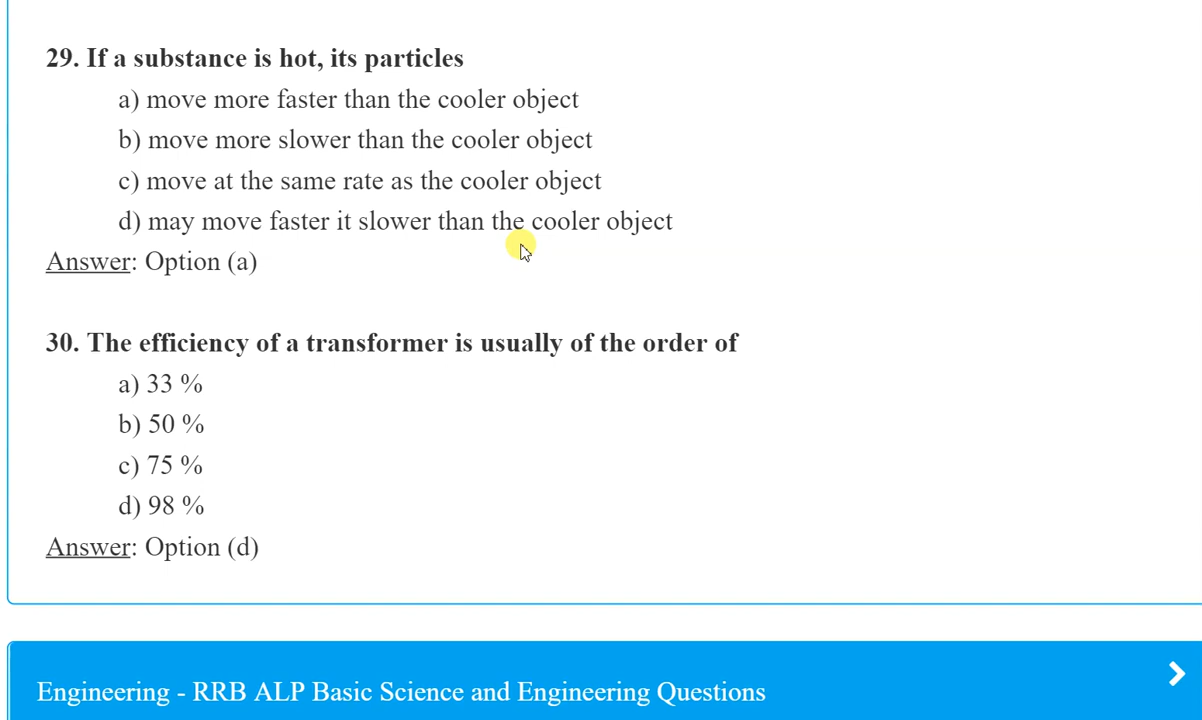 29. If a substance is hot, its particles
a) move more faster than the cooler object
b) move more slower than the cooler object
c) move at the same rate as the cooler object
d) may move faster it slower than the cooler object
Answer: Option (a)
30. The efficiency of a transformer is usually of the order of
a) 33 %
b) 50 %
c) 75 %
d) 98 %
Answer: Option (d)
Engineering - RRB ALP Basic Science and Engineering Questions